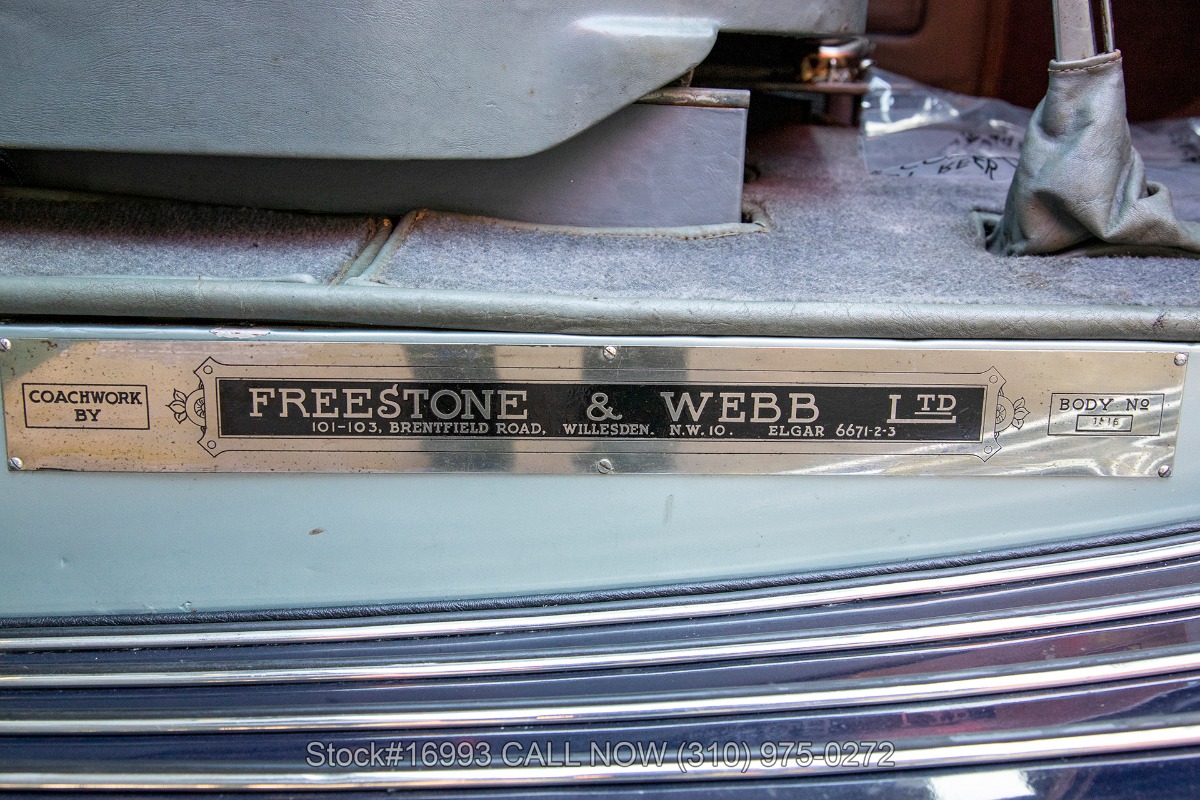 BEER
COACHWORK
BY
FREESTONE & WEBB LTD
101-103, BRENTFIELD ROAD, WILLESDEN. N.W.10. ELGAR 6671-2-3
BODY Nº
Stock#16993 CALL NOW (310) 975-0272